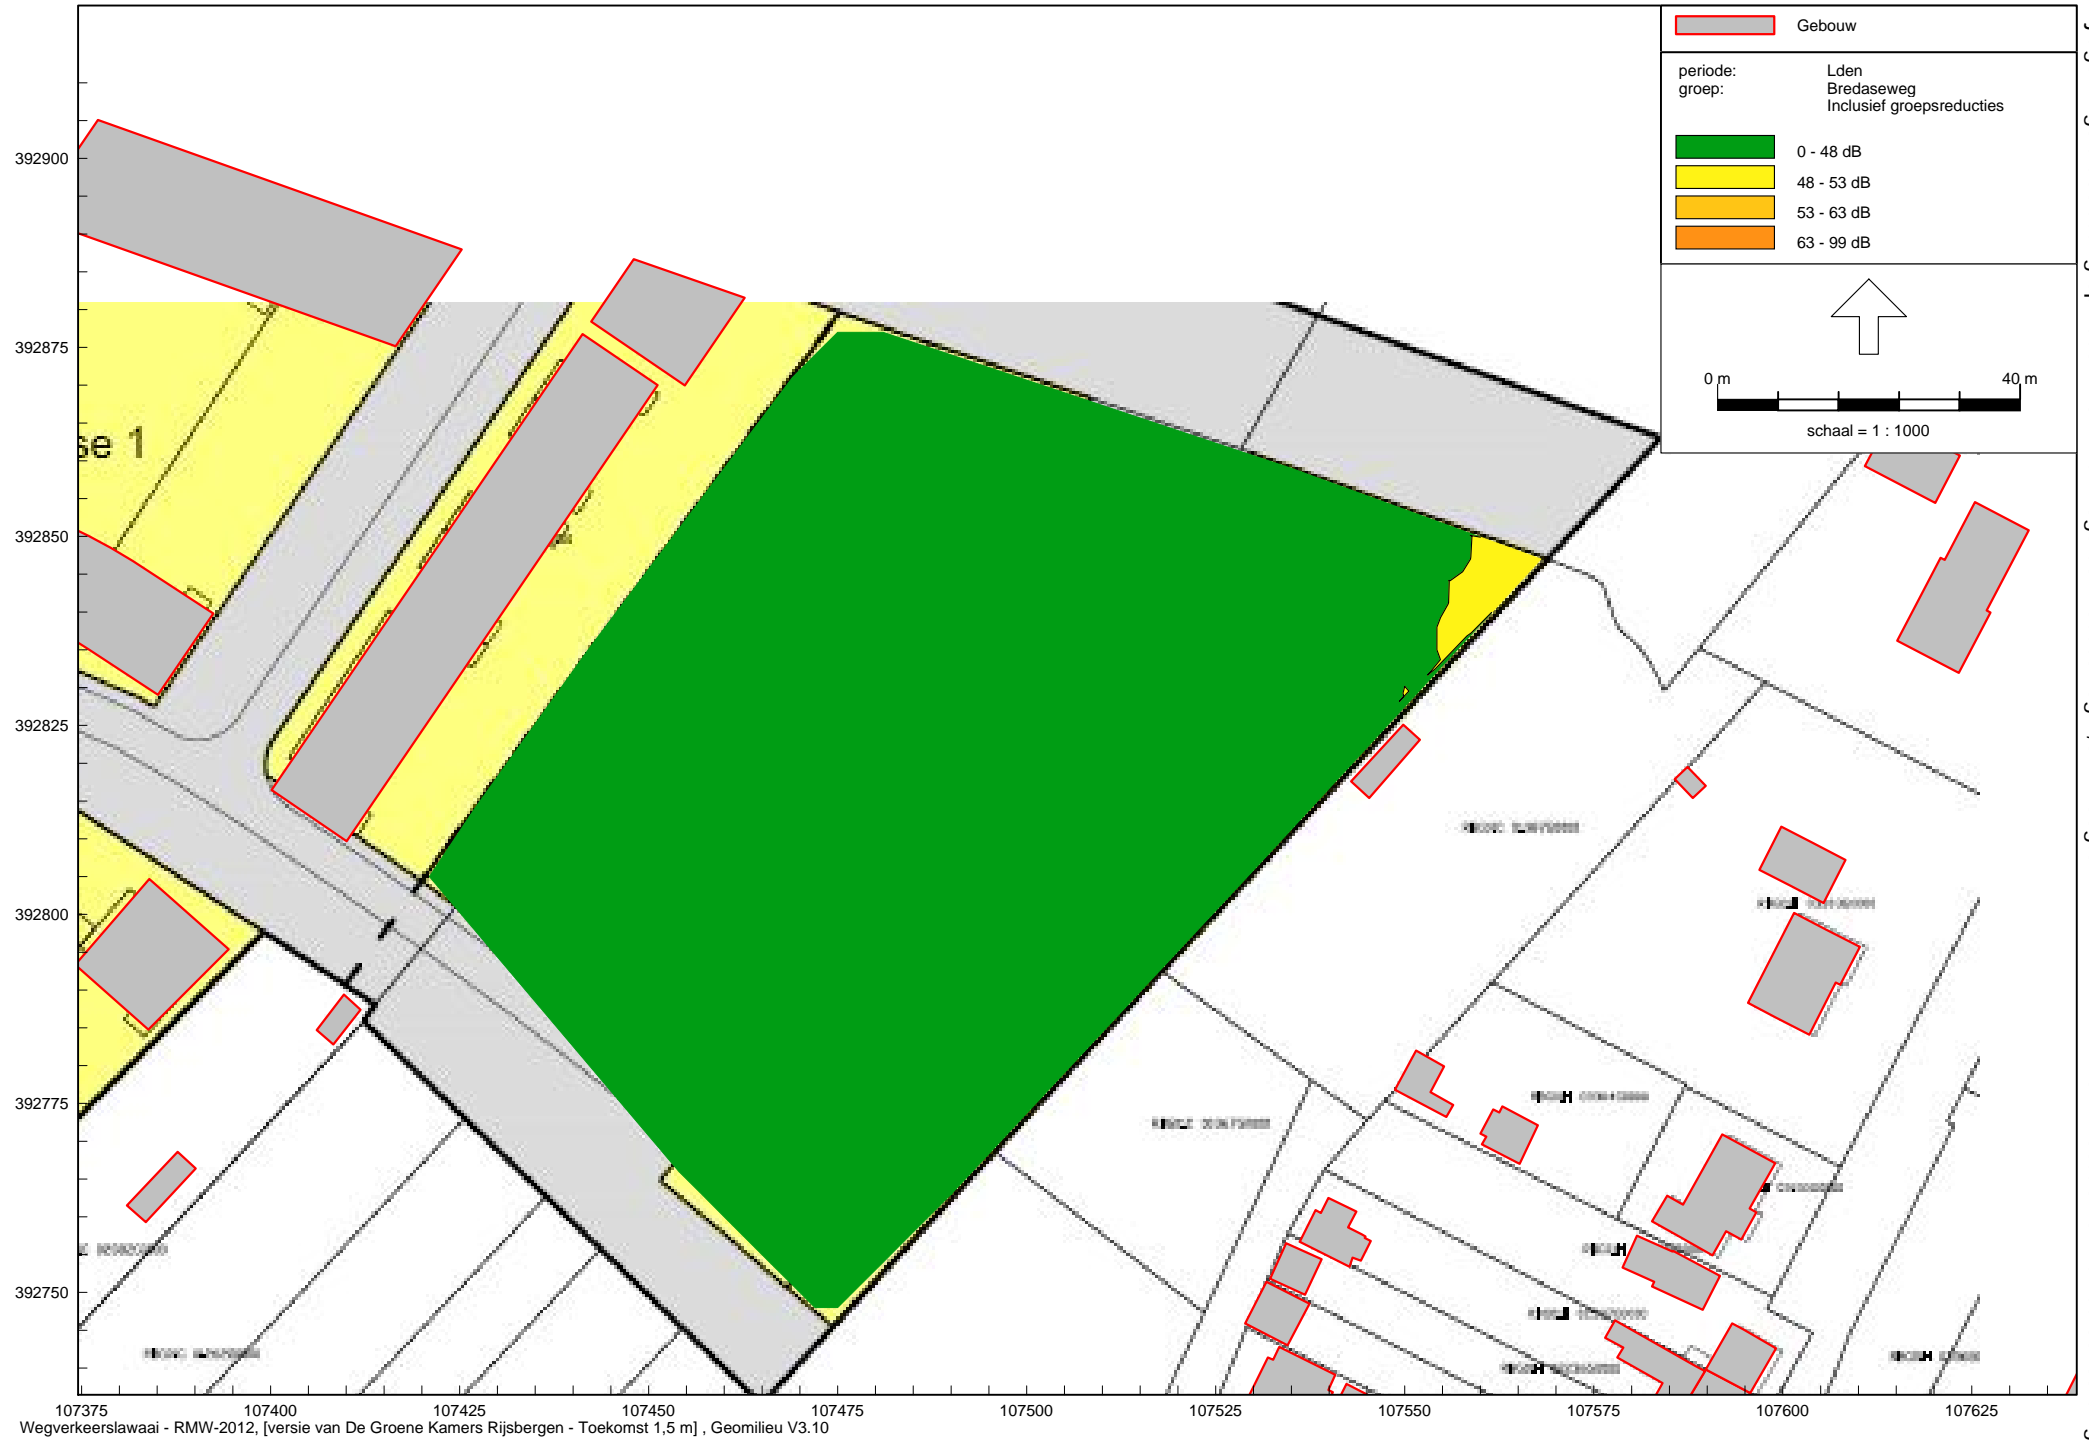 Gebouw
periode: Lden
groep: Bredaseweg
Inclusief groepsreducties
0 - 48 dB
48 - 53 dB
53 - 63 dB
63 - 99 dB
0 m 40 m
schaal = 1 : 1000
392900
392875
se 1
392850
392825
392800
392775
392750
107375 107400 107425 107450 107475 107500 107525 107550 107575 107600 107625
Wegverkeerslawaai - RMW-2012, [versie van De Groene Kamers Rijsbergen - Toekomst 1,5 m] , Geomilieu V3.10